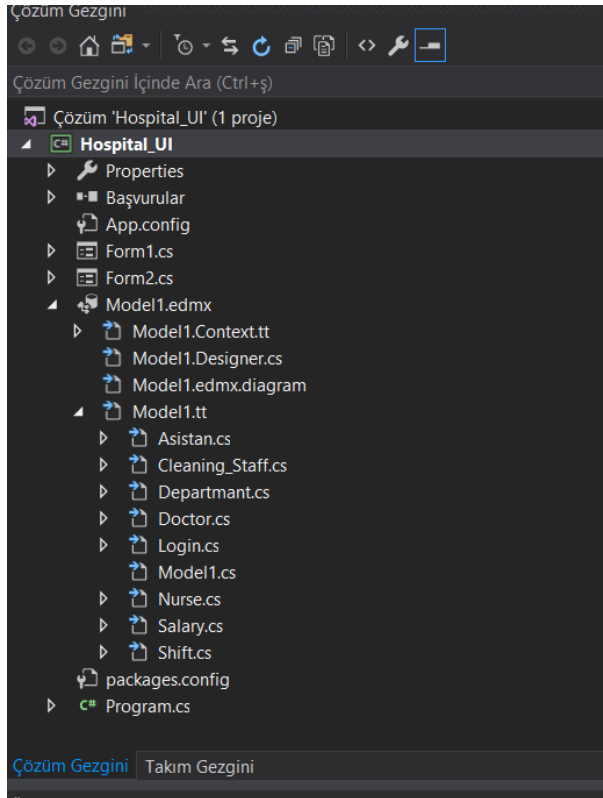 Çözüm Gezgini
Çözüm Gezgini İçinde Ara (Ctrl+ş)
Çözüm 'Hospital_UI' (1 proje)
C# Hospital_UI
Properties
Başvurular
App.config
Form1.cs
Form2.cs
Model1.edmx
Model1.Context.tt
Model1.Designer.cs
Model1.edmx.diagram
Model1.tt
Asistan.cs
Cleaning_Staff.cs
Departmant.cs
Doctor.cs
Login.cs
Model1.cs
Nurse.cs
Salary.cs
Shift.cs
packages.config
C# Program.cs
Çözüm Gezgini Takım Gezgini